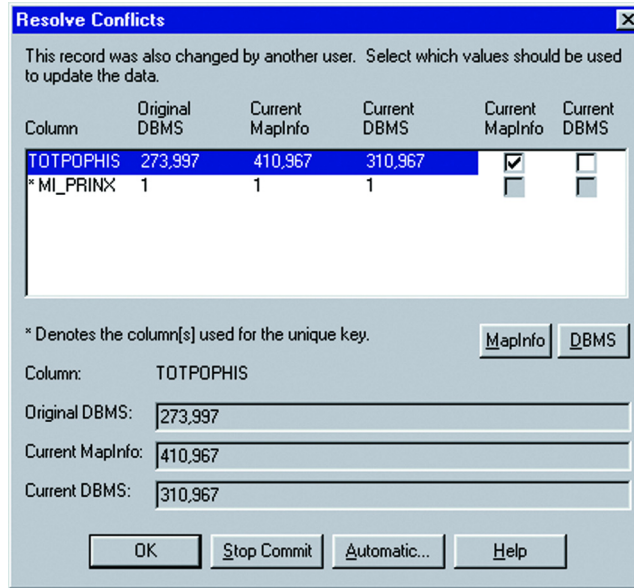 Resolve Conflicts
This record was also changed by another user. Select which values should be used
to update the data.
Original Current Current Current Current
Column DBMS MapInfo DBMS MapInfo DBMS
TOTPOPHIS 273,997 410,967 310,967
* MI_PRINX 1 1 1
* Denotes the column[s] used for the unique key.
MapInfo DBMS
Column: TOTPOPHIS
Original DBMS: 273,997
Current MapInfo: 410,967
Current DBMS: 310,967
OK Stop Commit Automatic... Help